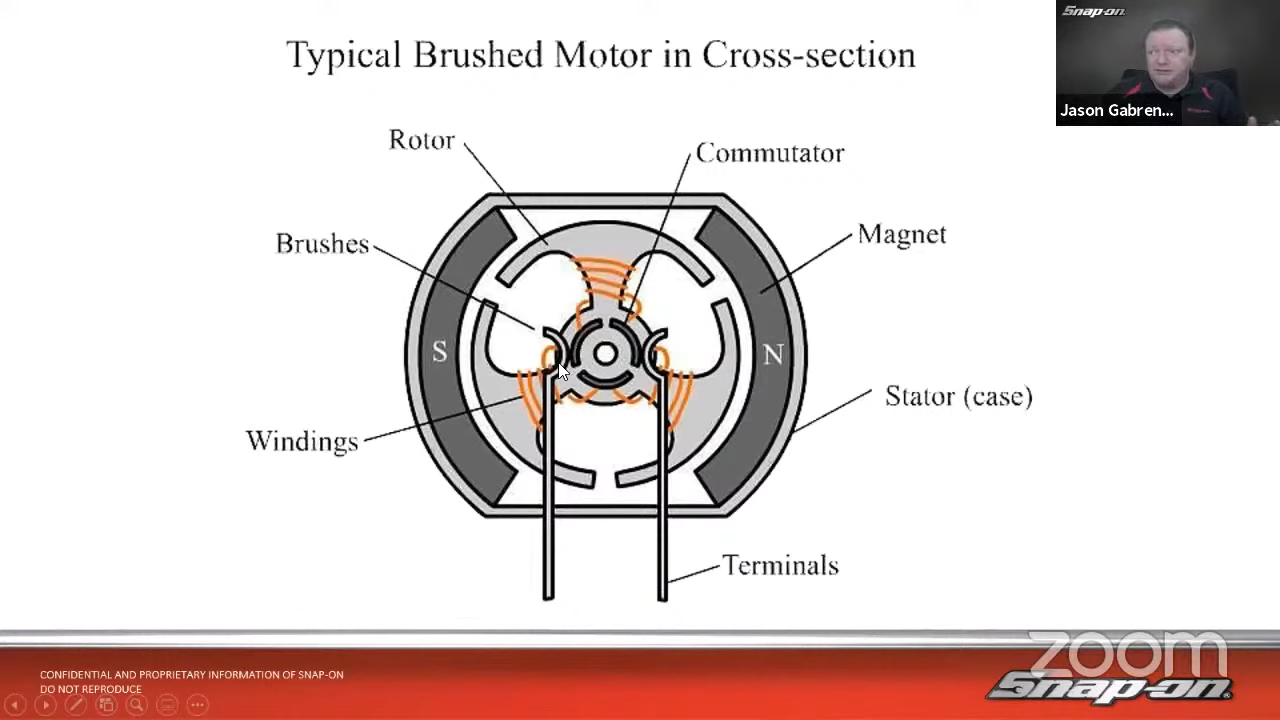 Snap-on
Jason Gabren...
Typical Brushed Motor in Cross-section
Rotor
Commutator
Brushes
Magnet
S
N
Stator (case)
Windings
Terminals
CONFIDENTIAL AND PROPRIETARY INFORMATION OF SNAP-ON
DO NOT REPRODUCE
zoom
Snap-on